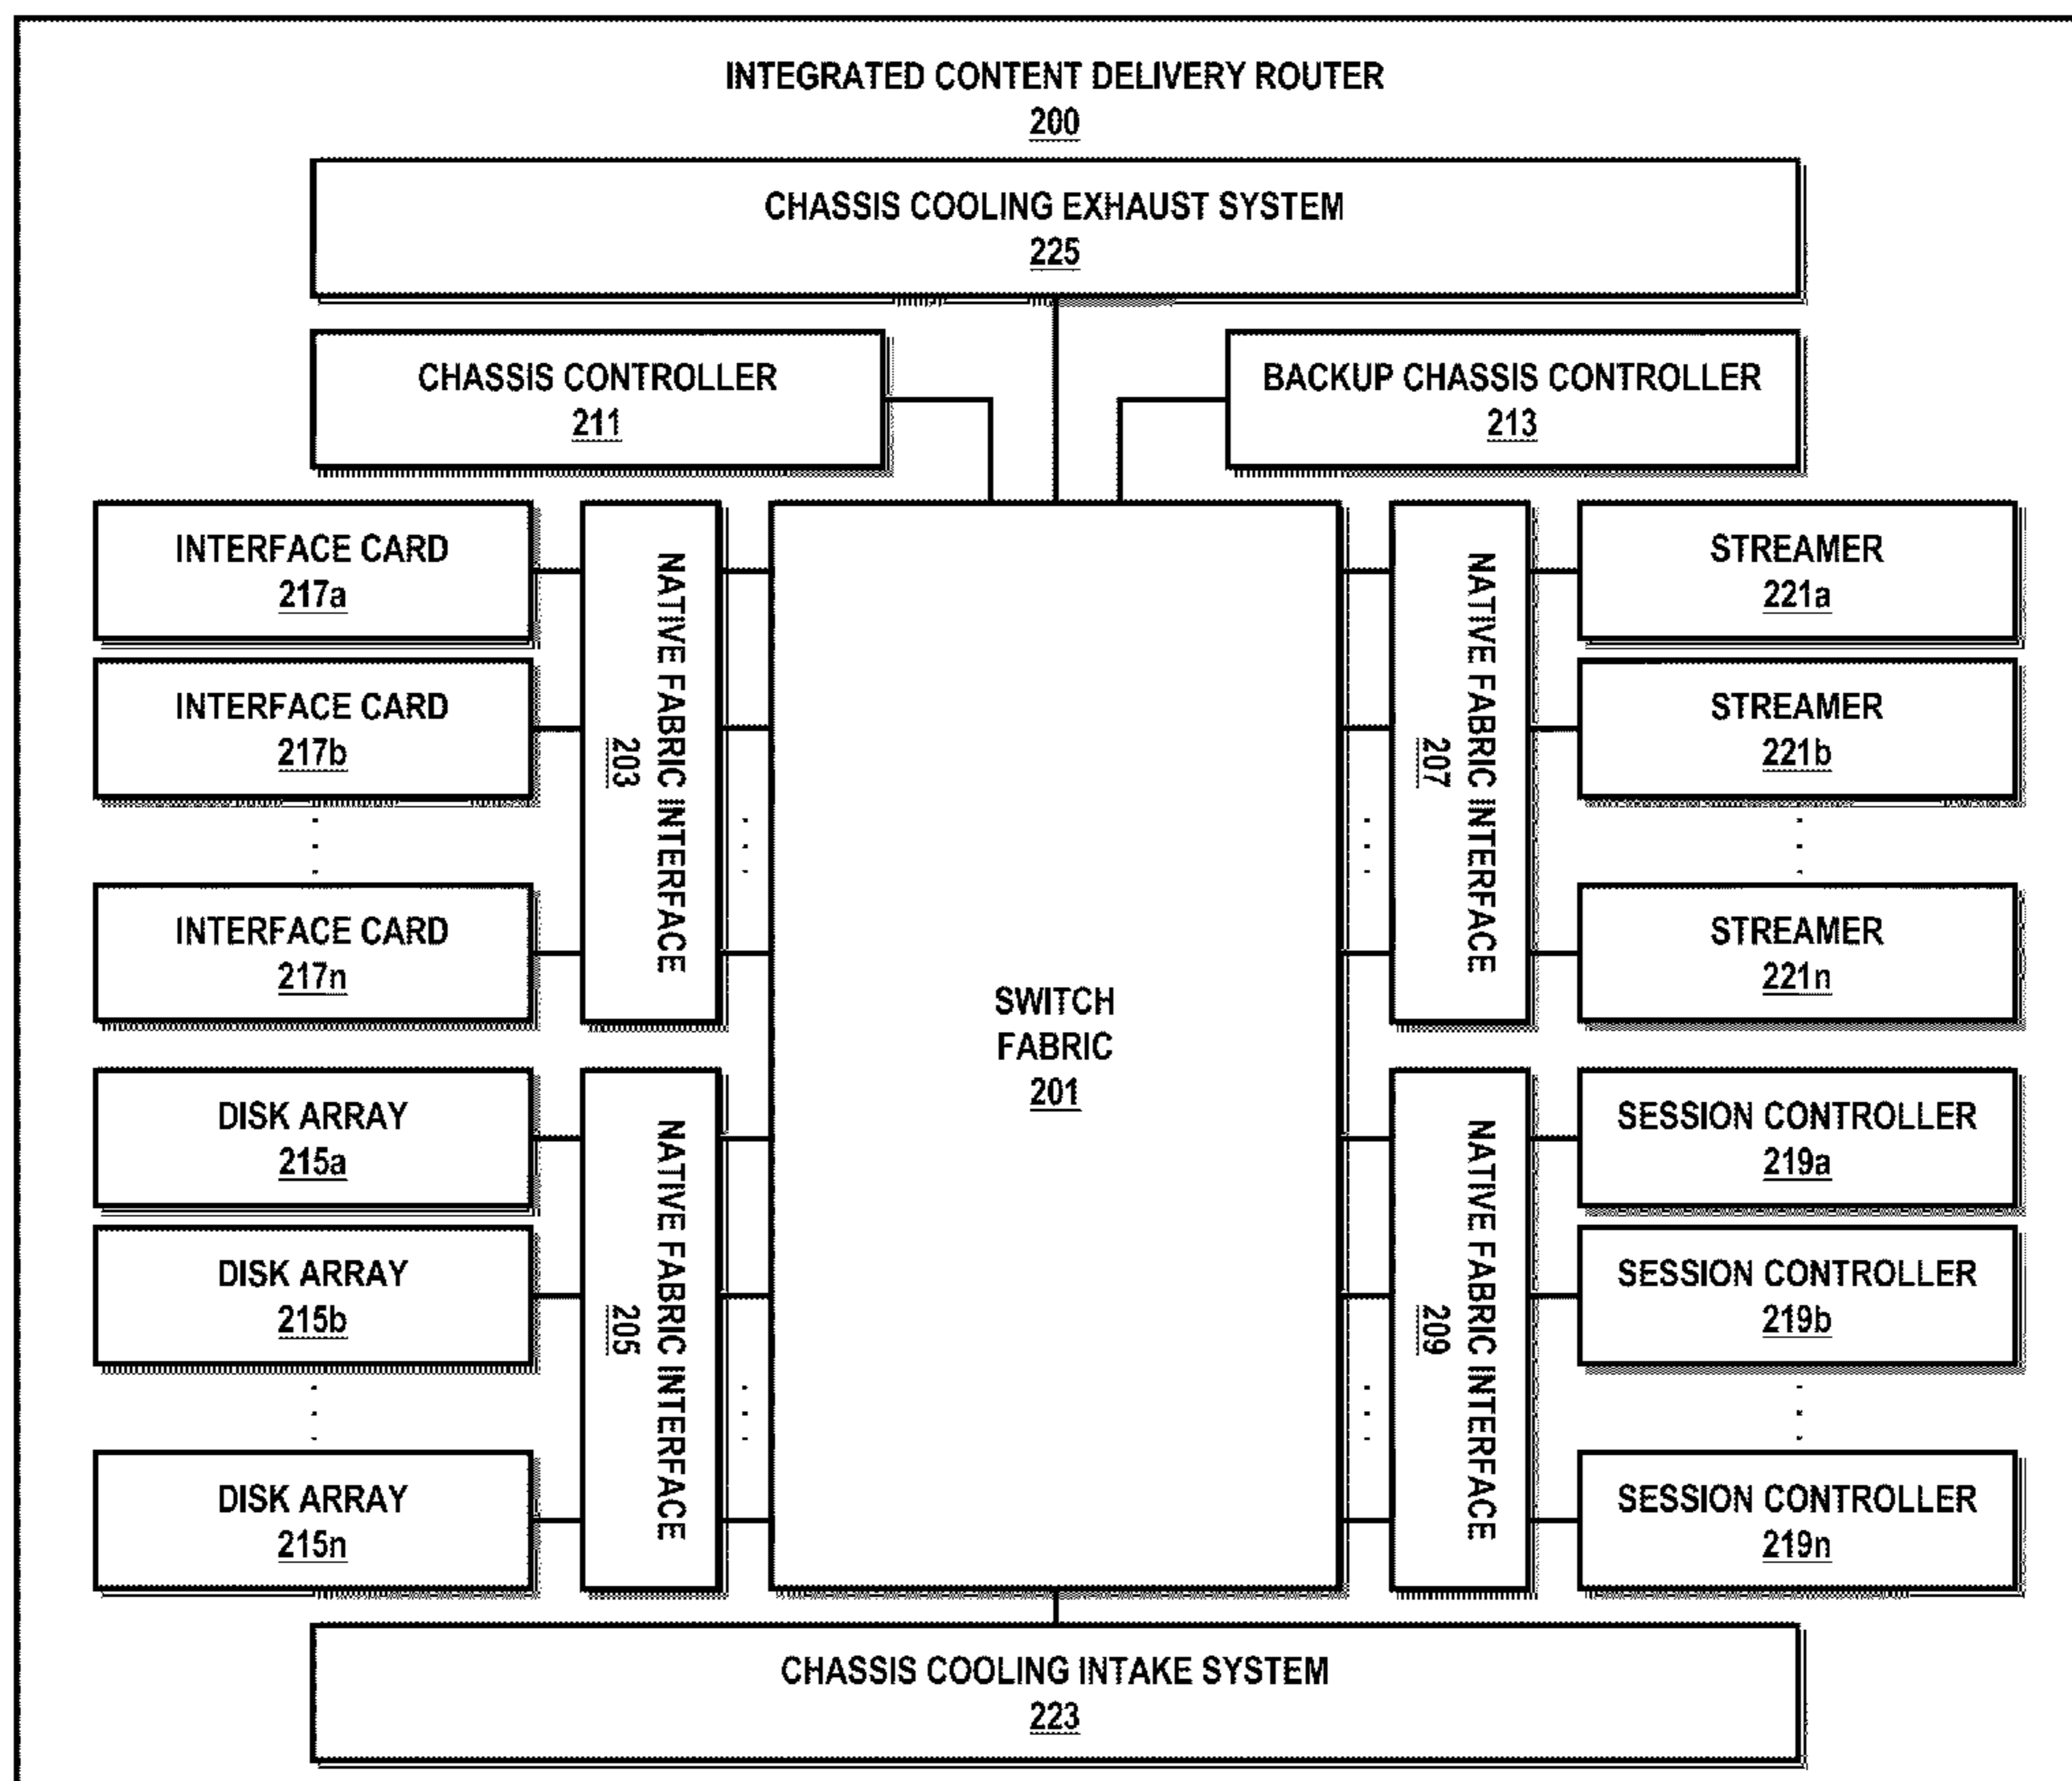 INTEGRATED CONTENT DELIVERY ROUTER
200
CHASSIS COOLING EXHAUST SYSTEM
225
CHASSIS CONTROLLER
211
BACKUP CHASSIS CONTROLLER
213
INTERFACE CARD
217a
INTERFACE CARD
217b
INTERFACE CARD
217n
NATIVE FABRIC INTERFACE
203
DISK ARRAY
215a
DISK ARRAY
215b
DISK ARRAY
215n
NATIVE FABRIC INTERFACE
205
SWITCH
FABRIC
201
NATIVE FABRIC INTERFACE
207
STREAMER
221a
STREAMER
221b
STREAMER
221n
NATIVE FABRIC INTERFACE
209
SESSION CONTROLLER
219a
SESSION CONTROLLER
219b
SESSION CONTROLLER
219n
CHASSIS COOLING INTAKE SYSTEM
223